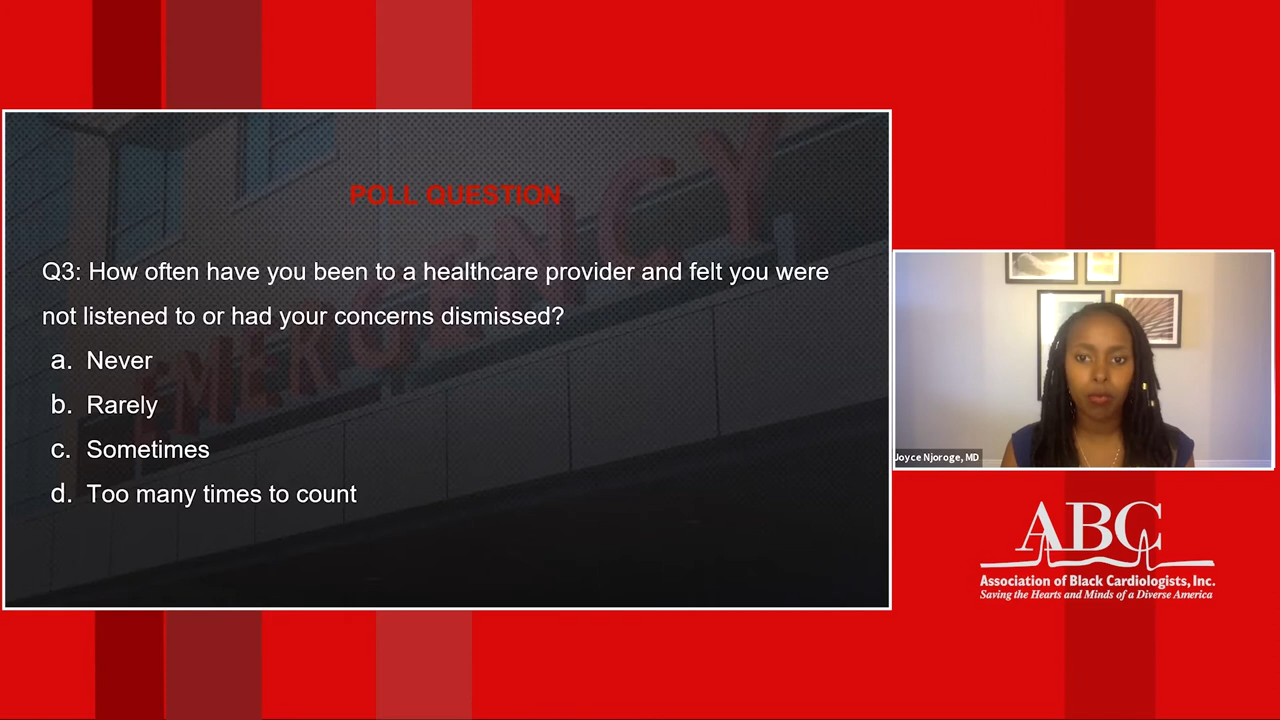 EMERGENCY
POLL QUESTION
Q3: How often have you been to a healthcare provider and felt you were
not listened to or had your concerns dismissed?
a. Never
b. Rarely
c. Sometimes
d. Too many times to count
Joyce Njoroge, MD
ABC
Association of Black Cardiologists, Inc.
Saving the Hearts and Minds of a Diverse America